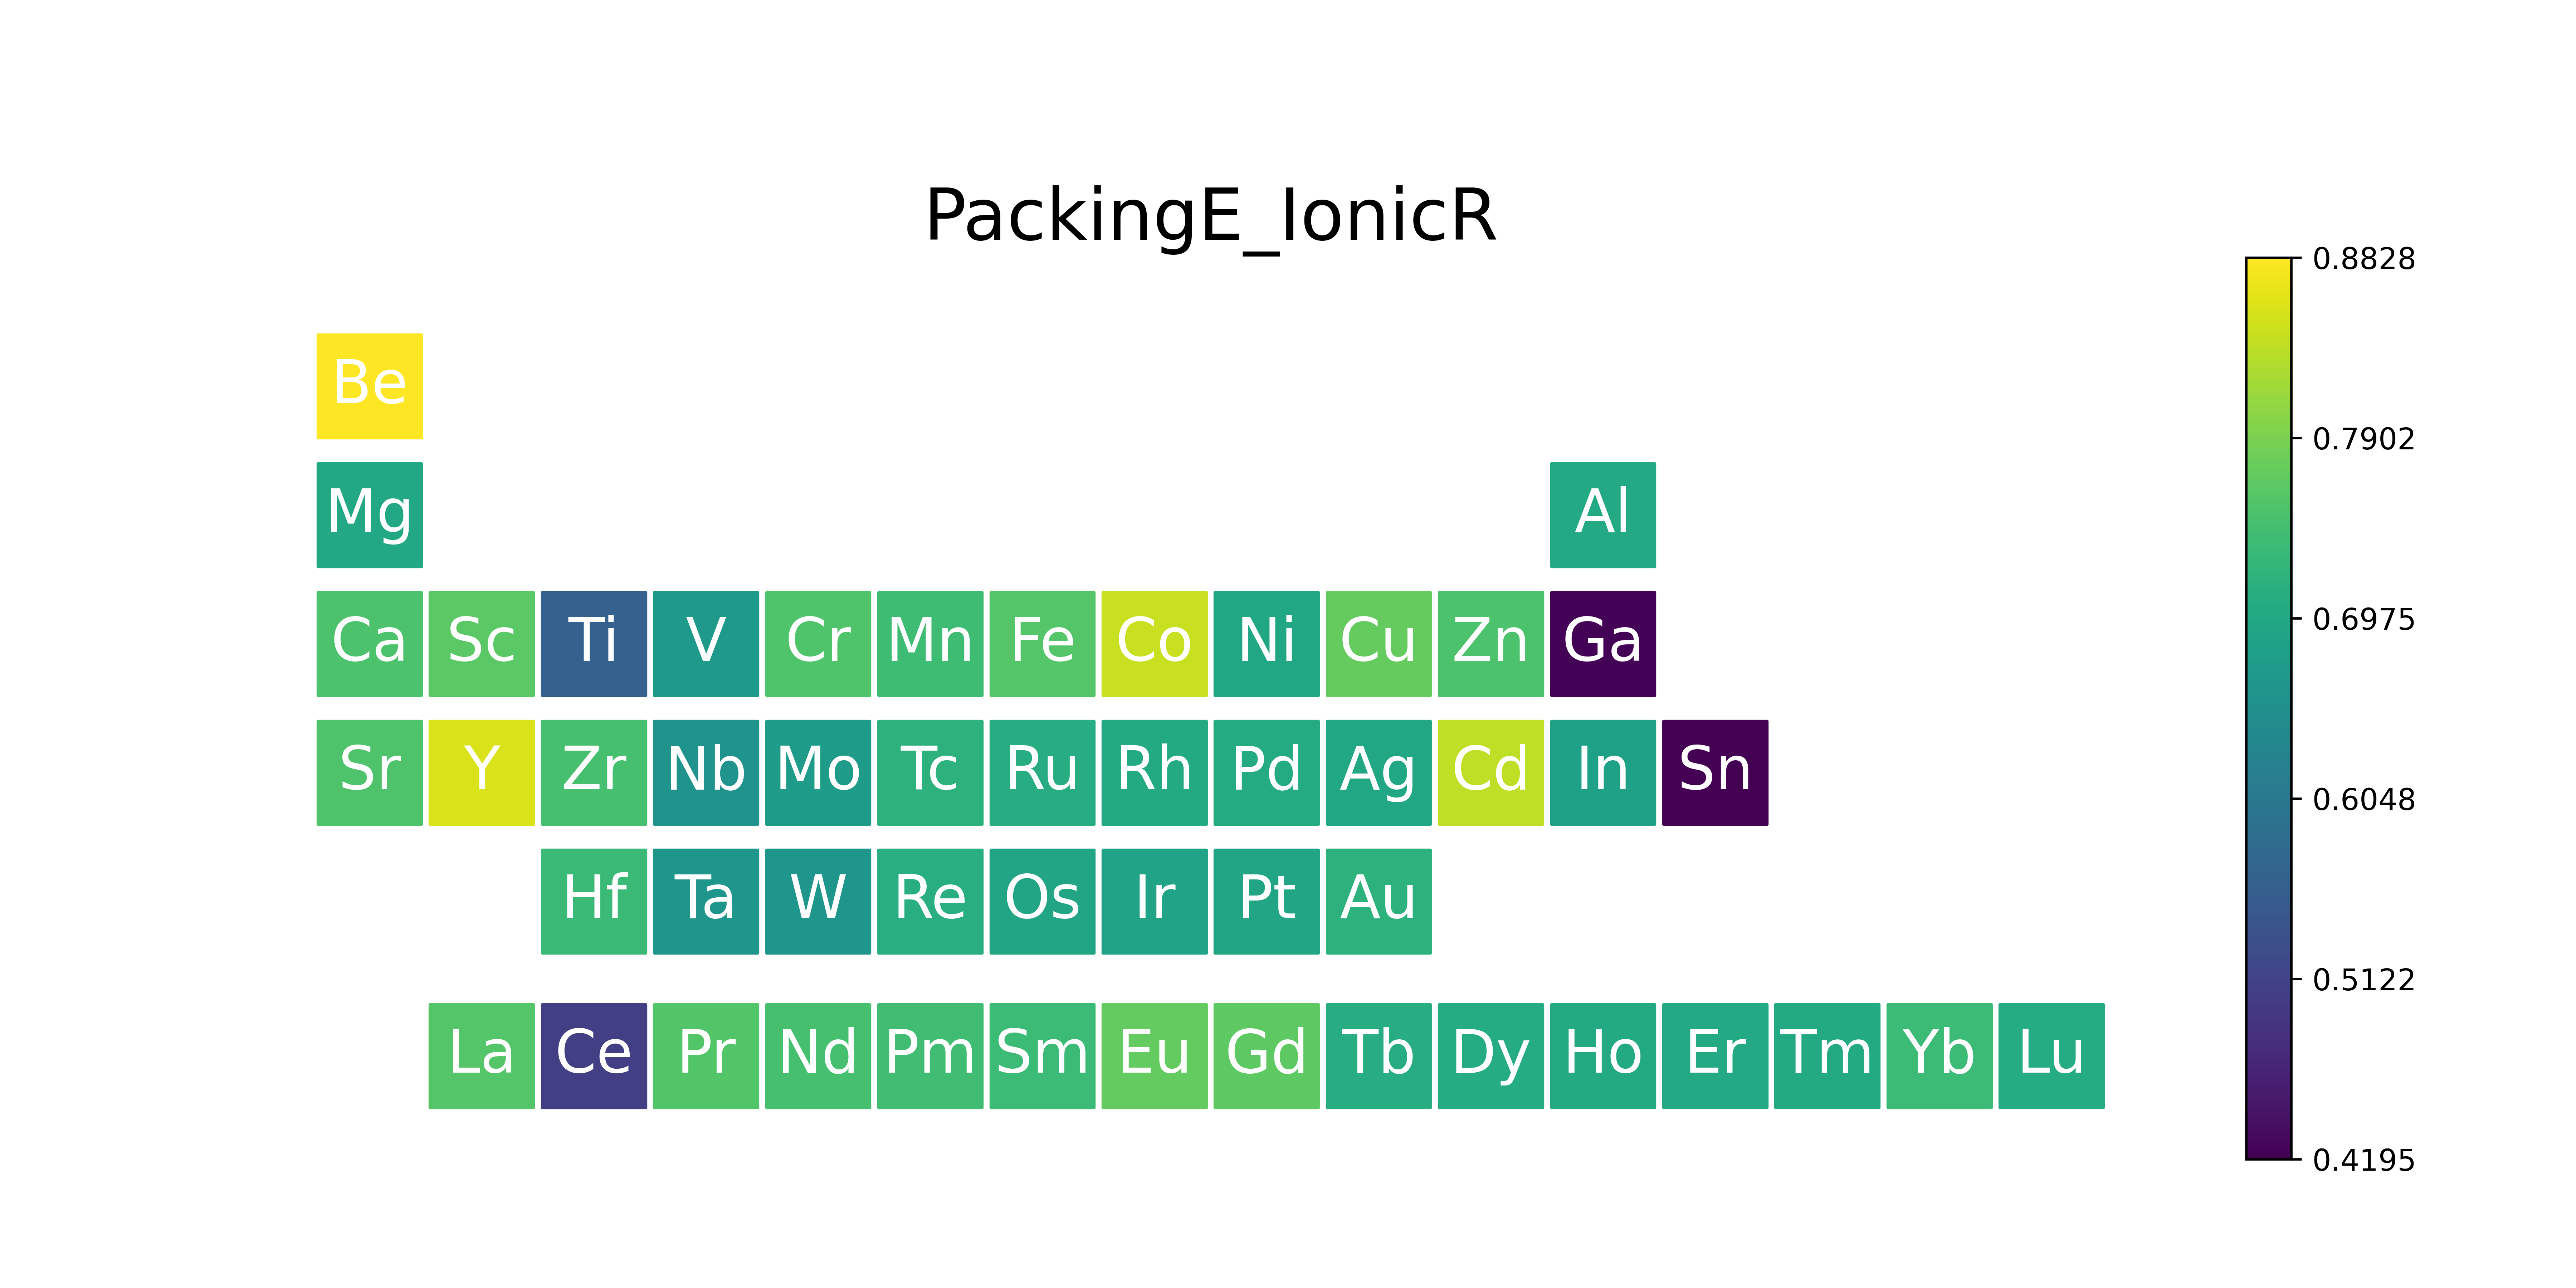 PackingE_IonicR
0.8828
Be
0.7902
Mg Al
Ca Sc Ti V Cr Mn Fe Co Ni Cu Zn Ga
0.6975
Sr Y Zr Nb Mo Tc Ru Rh Pd Ag Cd In Sn
0.6048
Hf Ta W Re Os Ir Pt Au
0.5122
La Ce Pr Nd Pm Sm Eu Gd Tb Dy Ho Er Tm Yb Lu
0.4195